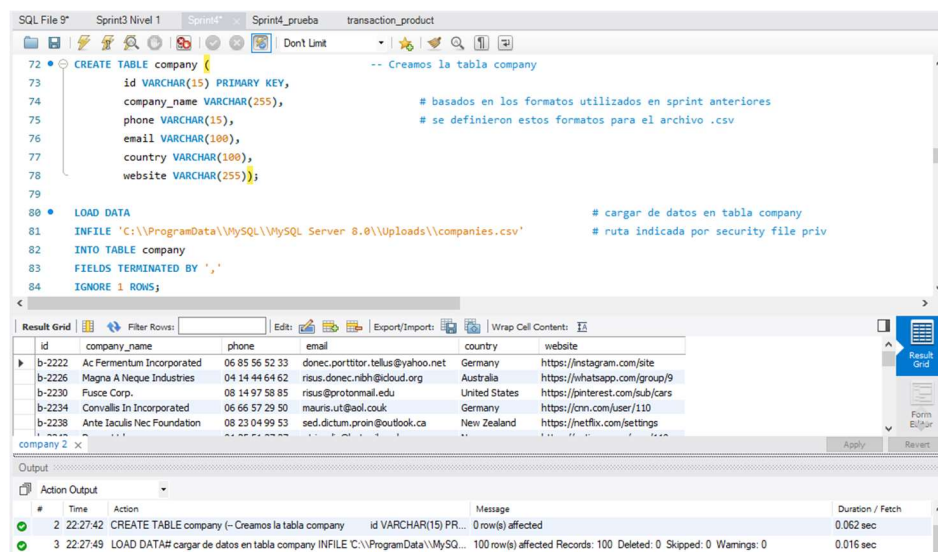 SQL File 9* Sprint3 Nivel 1 Sprint4* × Sprint4_prueba transaction_product
Don't Limit
72 CREATE TABLE company ( -- Creamos la tabla company
73 id VARCHAR(15) PRIMARY KEY,
74 company_name VARCHAR(255), # basados en los formatos utilizados en sprint anteriores
75 phone VARCHAR(15), # se definieron estos formatos para el archivo .csv
76 email VARCHAR(100),
77 country VARCHAR(100),
78 website VARCHAR(255));
79
80 LOAD DATA # cargar de datos en tabla company
81 INFILE 'C:\\ProgramData\\MySQL\\MySQL Server 8.0\\Uploads\\companies.csv' # ruta indicada por security file priv
82 INTO TABLE company
83 FIELDS TERMINATED BY ','
84 IGNORE 1 ROWS;
Result Grid Filter Rows: Edit: Export/Import: Wrap Cell Content: IA
id company_name phone email country website
b-2222 Ac Fermentum Incorporated 06 85 56 52 33 donec.porttitor.tellus@yahoo.net Germany https://instagram.com/site
b-2226 Magna A Neque Industries 04 14 44 64 62 risus.donec.nibh@icloud.org Australia https://whatsapp.com/group/9
b-2230 Fusce Corp. 08 14 97 58 85 risus@protonmail.edu United States https://pinterest.com/sub/cars
b-2234 Convallis In Incorporated 06 66 57 29 50 mauris.ut@aol.couk Germany https://cnn.com/user/110
b-2238 Ante Iaculis Nec Foundation 08 23 04 99 53 sed.dictum.proin@outlook.ca New Zealand https://netflix.com/settings
Result Grid
Form Editor
company 2 × Apply Revert
Output
Action Output
# Time Action Message Duration / Fetch
2 22:27:42 CREATE TABLE company (-- Creamos la tabla company id VARCHAR(15) PR... 0 row(s) affected 0.062 sec
3 22:27:49 LOAD DATA# cargar de datos en tabla company INFILE 'C:\\ProgramData\\MySQ... 100 row(s) affected Records: 100 Deleted: 0 Skipped: 0 Warnings: 0 0.016 sec